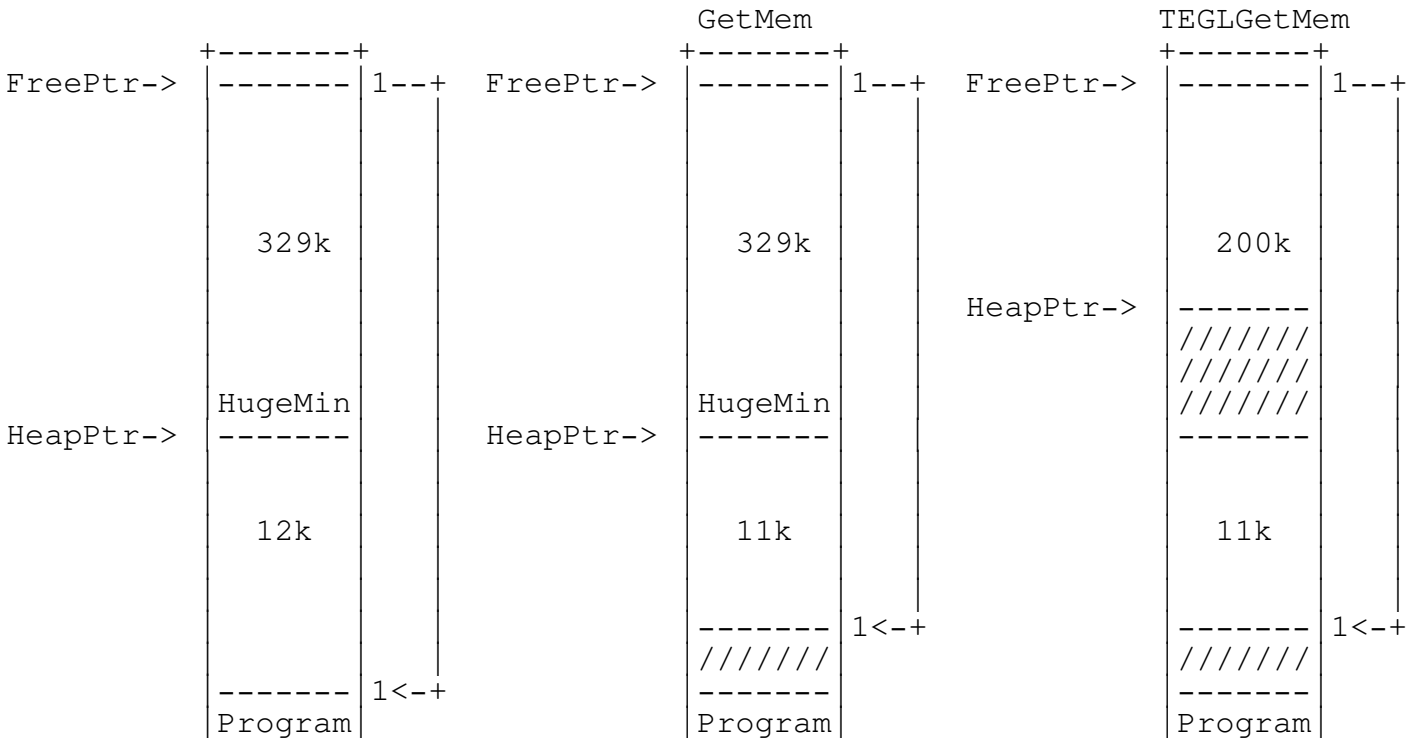 GetMem TEGLGetMem
+-------+ +-------+ +-------+
FreePtr-> |-------|1--+ FreePtr-> |-------|1--+ FreePtr-> |-------|1--+
329k 329k 200k
HeapPtr-> -------
///////
///////
HugeMin HugeMin ///////
HeapPtr-> ------- HeapPtr-> ------- -------
12k 11k 11k
-------|1<-+ -------|1<-+
/////// ///////
-------|1<-+ ------- -------
|Program| |Program| |Program|